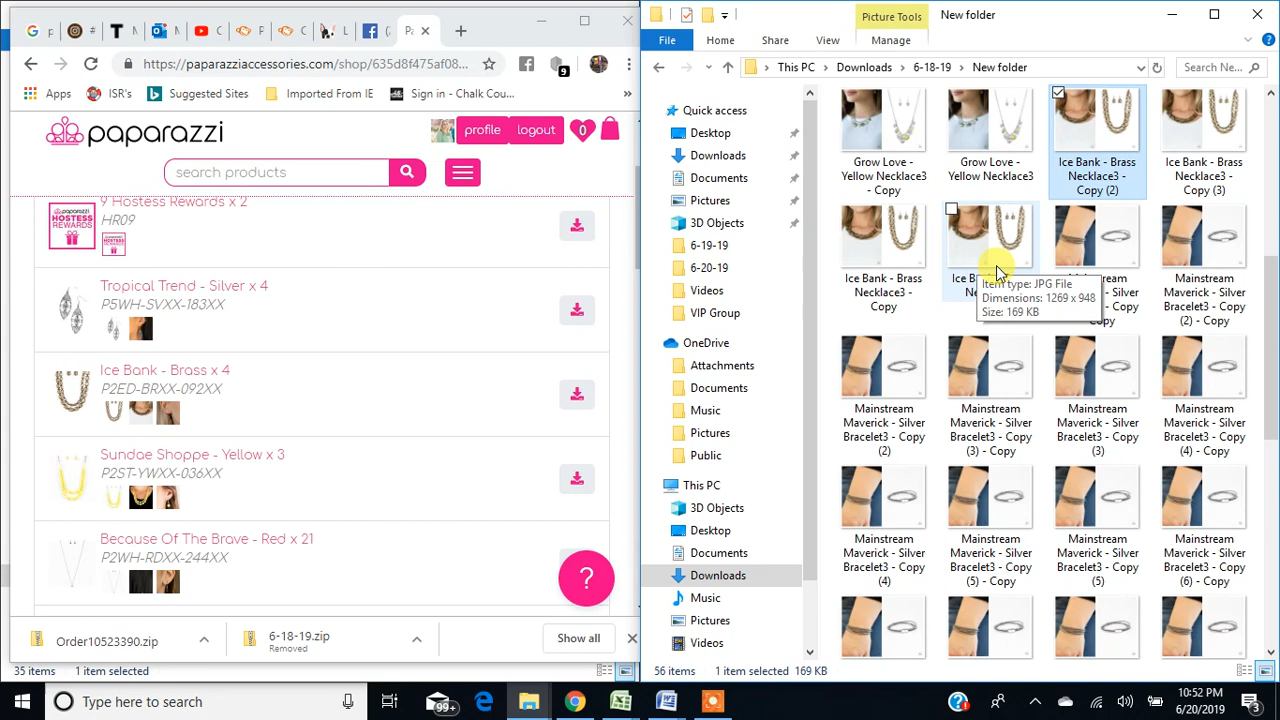 Pa
https://paparazziaccessories.com/shop/635d8f475af08...
9
Apps
ISR's
Suggested Sites
Imported From IE
Sign in - Chalk Cou...
paparazzi
profile
logout
0
search products
9 Hostess Rewards x 2
HR09
Tropical Trend - Silver x 4
P5WH-SVXX-183XX
Ice Bank - Brass x 4
P2ED-BRXX-092XX
Sundae Shoppe - Yellow x 3
P2ST-YWXX-036XX
Because Of The Brave - Red x 21
P2WH-RDXX-244XX
?
Order10523390.zip
6-18-19.zip
Removed
Show all
35 items
1 item selected
Picture Tools
New folder
File
Home
Share
View
Manage
This PC
Downloads
6-18-19
New folder
Search Ne...
Quick access
Desktop
Downloads
Documents
Pictures
3D Objects
6-19-19
6-20-19
Videos
VIP Group
OneDrive
Attachments
Documents
Music
Pictures
Public
This PC
3D Objects
Desktop
Documents
Downloads
Music
Pictures
Videos
Grow Love -
Yellow Necklace3
- Copy
Grow Love -
Yellow Necklace3
Ice Bank - Brass
Necklace3 -
Copy (2)
Ice Bank - Brass
Necklace3 -
Copy (3)
Ice Bank - Brass
Necklace3 -
Copy
Item type: JPG File
Dimensions: 1269 x 948
Size: 169 KB
Mainstream
Maverick - Silver
Bracelet3 - Copy
(2) - Copy
Mainstream
Maverick - Silver
Bracelet3 - Copy
(2)
Mainstream
Maverick - Silver
Bracelet3 - Copy
(3) - Copy
Mainstream
Maverick - Silver
Bracelet3 - Copy
(3)
Mainstream
Maverick - Silver
Bracelet3 - Copy
(4) - Copy
Mainstream
Maverick - Silver
Bracelet3 - Copy
(4)
Mainstream
Maverick - Silver
Bracelet3 - Copy
(5) - Copy
Mainstream
Maverick - Silver
Bracelet3 - Copy
(5)
Mainstream
Maverick - Silver
Bracelet3 - Copy
(6) - Copy
56 items
1 item selected 169 KB
Type here to search
99+
10:52 PM
6/20/2019
3